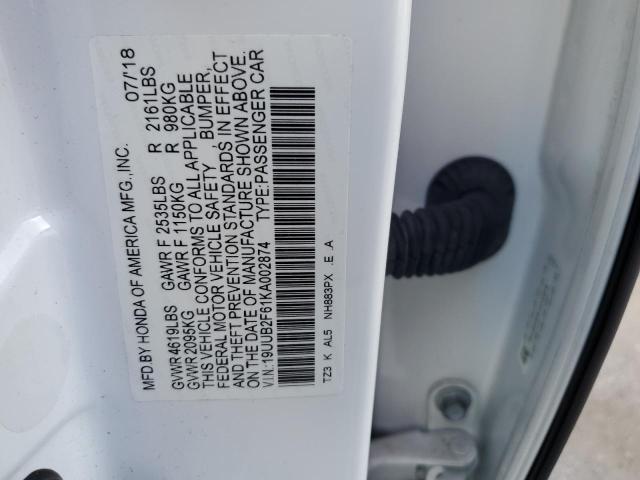 MFD.BY HONDA OF AMERICA MFG.,INC. 07/'18
GVWR 4619LBS GAWR F 2535LBS R 2161LBS
GVWR 2095KG GAWR F 1150KG R 980KG
THIS VEHICLE CONFORMS TO ALL APPLICABLE
FEDERAL MOTOR VEHICLE SAFETY , BUMPER,
AND THEFT PREVENTION STANDARDS IN EFFECT
ON THE DATE OF MANUFACTURE SHOWN ABOVE.
VIN:19UUB2F61KA002874 TYPE:PASSENGER CAR
TZ3 K AL5 NH883PX .E .A